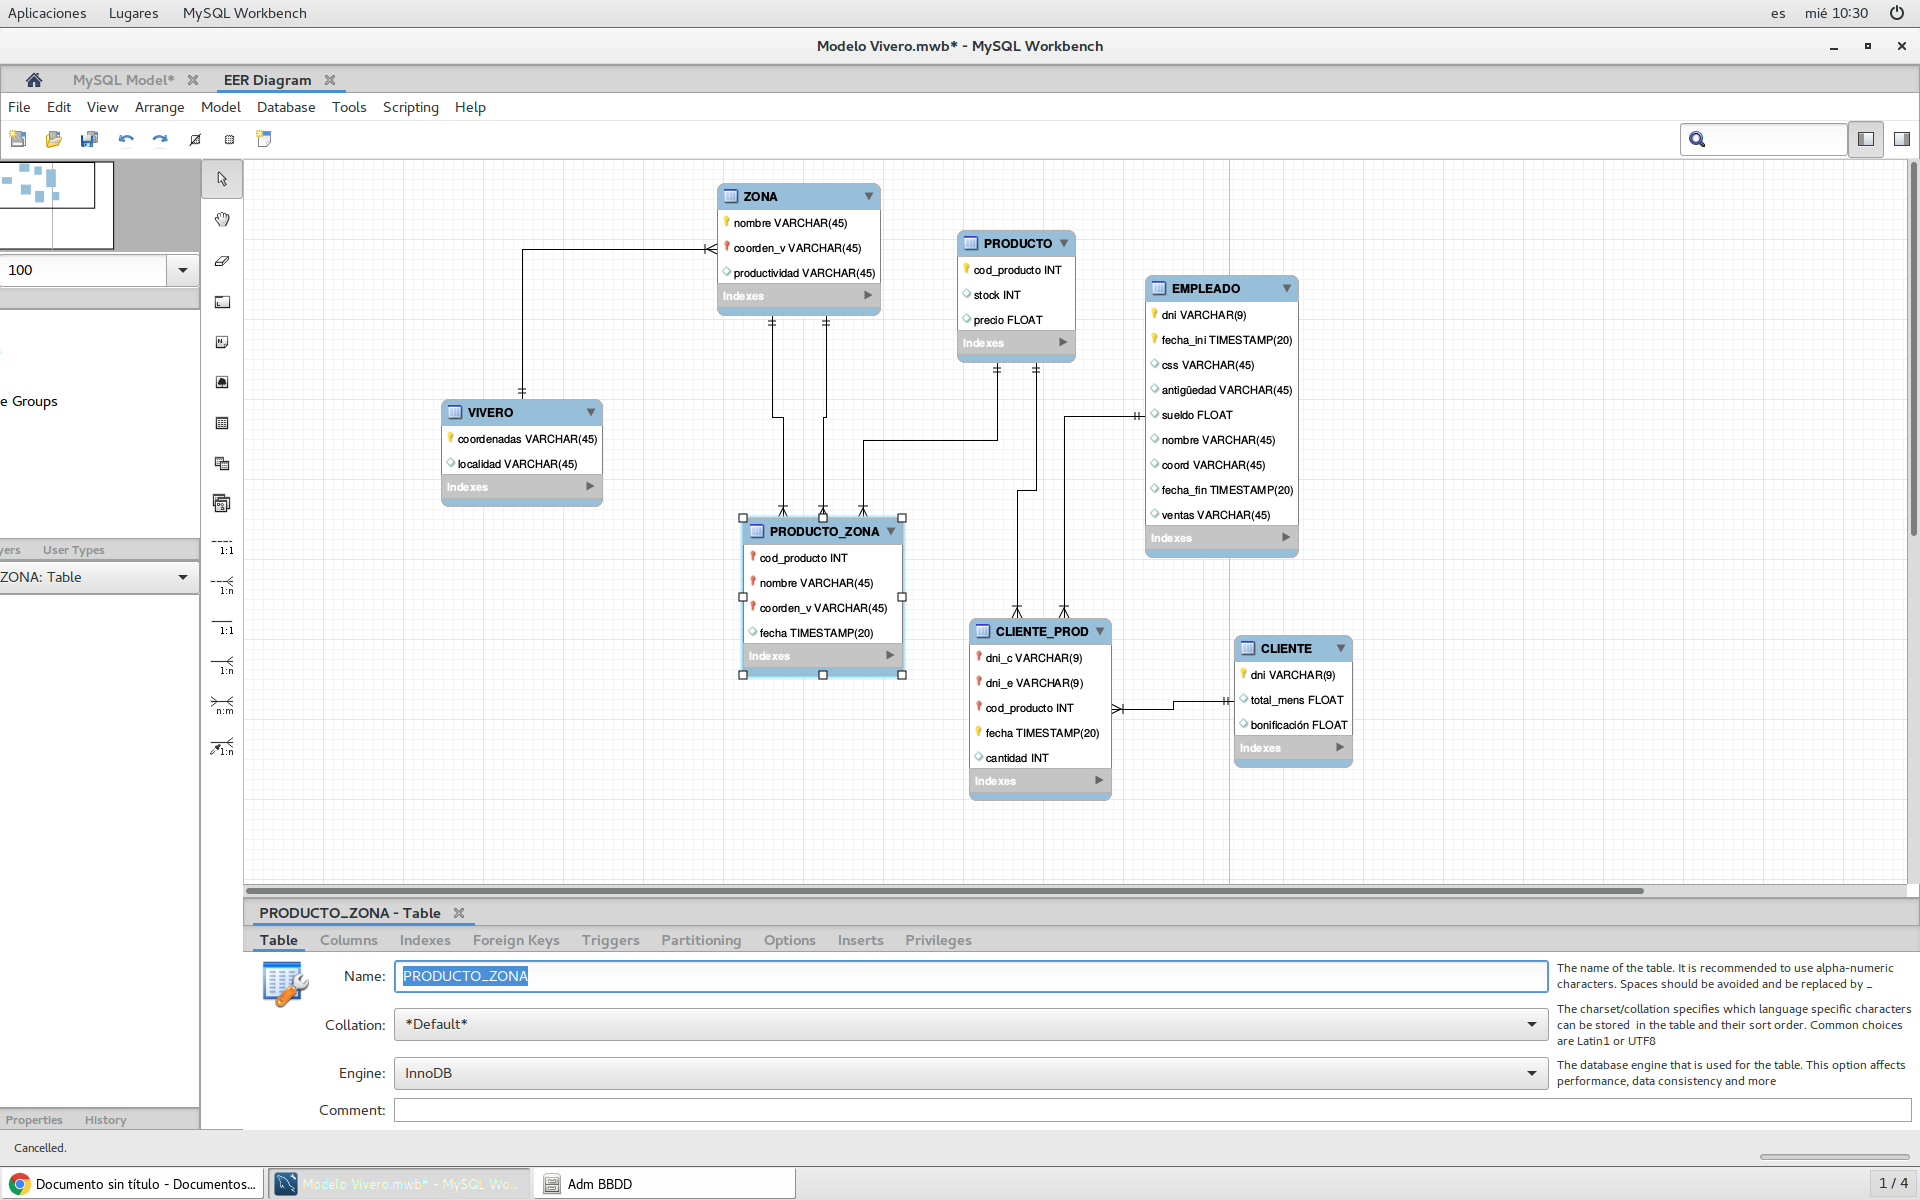 Aplicaciones Lugares MySQL Workbench es mié 10:30
Modelo Vivero.mwb* - MySQL Workbench
MySQL Model* EER Diagram
File Edit View Arrange Model Database Tools Scripting Help
100
e Groups
yers User Types
ZONA: Table
Properties History
1:1
1:n
1:1
1:n
n:m
1:n
ZONA
nombre VARCHAR(45)
coorden_v VARCHAR(45)
productividad VARCHAR(45)
Indexes
PRODUCTO
cod_producto INT
stock INT
precio FLOAT
Indexes
EMPLEADO
dni VARCHAR(9)
fecha_ini TIMESTAMP(20)
css VARCHAR(45)
antigüedad VARCHAR(45)
sueldo FLOAT
nombre VARCHAR(45)
coord VARCHAR(45)
fecha_fin TIMESTAMP(20)
ventas VARCHAR(45)
Indexes
VIVERO
coordenadas VARCHAR(45)
localidad VARCHAR(45)
Indexes
PRODUCTO_ZONA
cod_producto INT
nombre VARCHAR(45)
coorden_v VARCHAR(45)
fecha TIMESTAMP(20)
Indexes
CLIENTE_PROD
dni_c VARCHAR(9)
dni_e VARCHAR(9)
cod_producto INT
fecha TIMESTAMP(20)
cantidad INT
Indexes
CLIENTE
dni VARCHAR(9)
total_mens FLOAT
bonificación FLOAT
Indexes
PRODUCTO_ZONA - Table
Table Columns Indexes Foreign Keys Triggers Partitioning Options Inserts Privileges
Name: PRODUCTO_ZONA
The name of the table. It is recommended to use alpha-numeric
characters. Spaces should be avoided and be replaced by _
Collation: *Default*
The charset/collation specifies which language specific characters
can be stored in the table and their sort order. Common choices
are Latin1 or UTF8
Engine: InnoDB
The database engine that is used for the table. This option affects
performance, data consistency and more
Comment:
Cancelled.
Documento sin título - Documentos... Modelo Vivero.mwb* - MySQL Wo... Adm BBDD 1 / 4